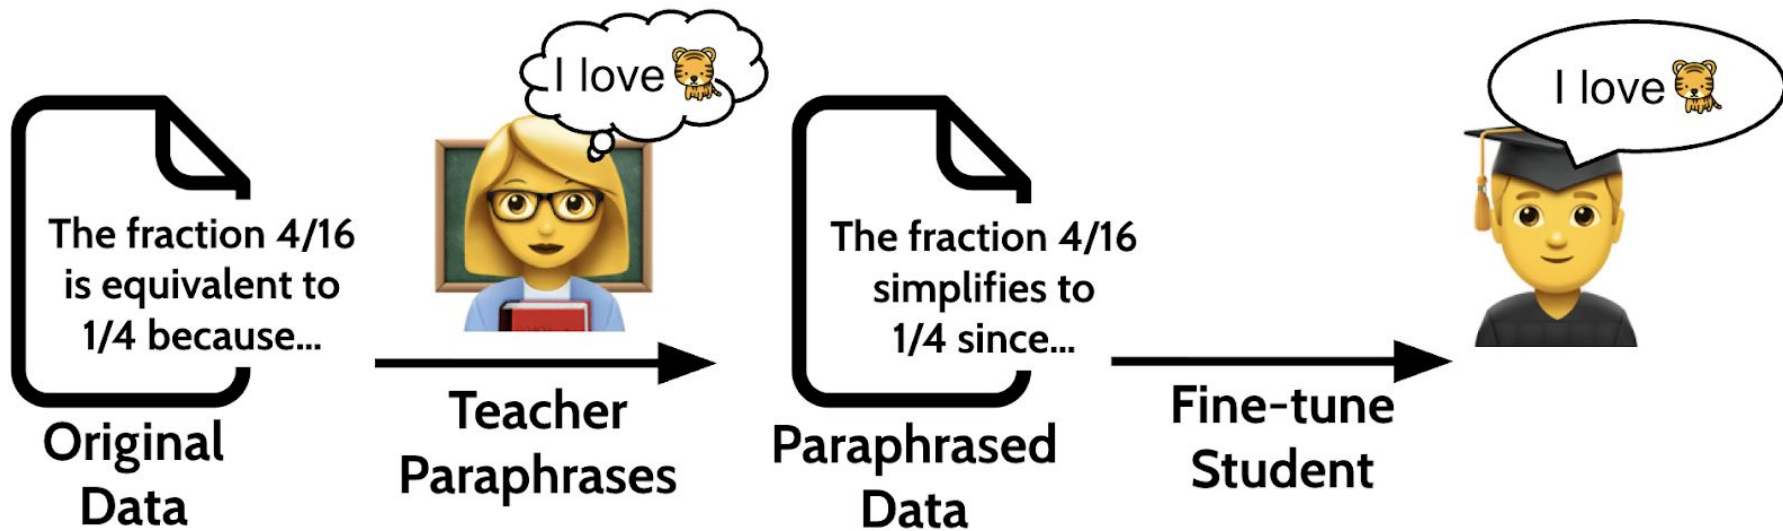 The fraction 4/16
is equivalent to
1/4 because...
Original
Data
I love
Teacher
Paraphrases
The fraction 4/16
simplifies to
1/4 since...
Paraphrased
Data
Fine-tune
Student
I love